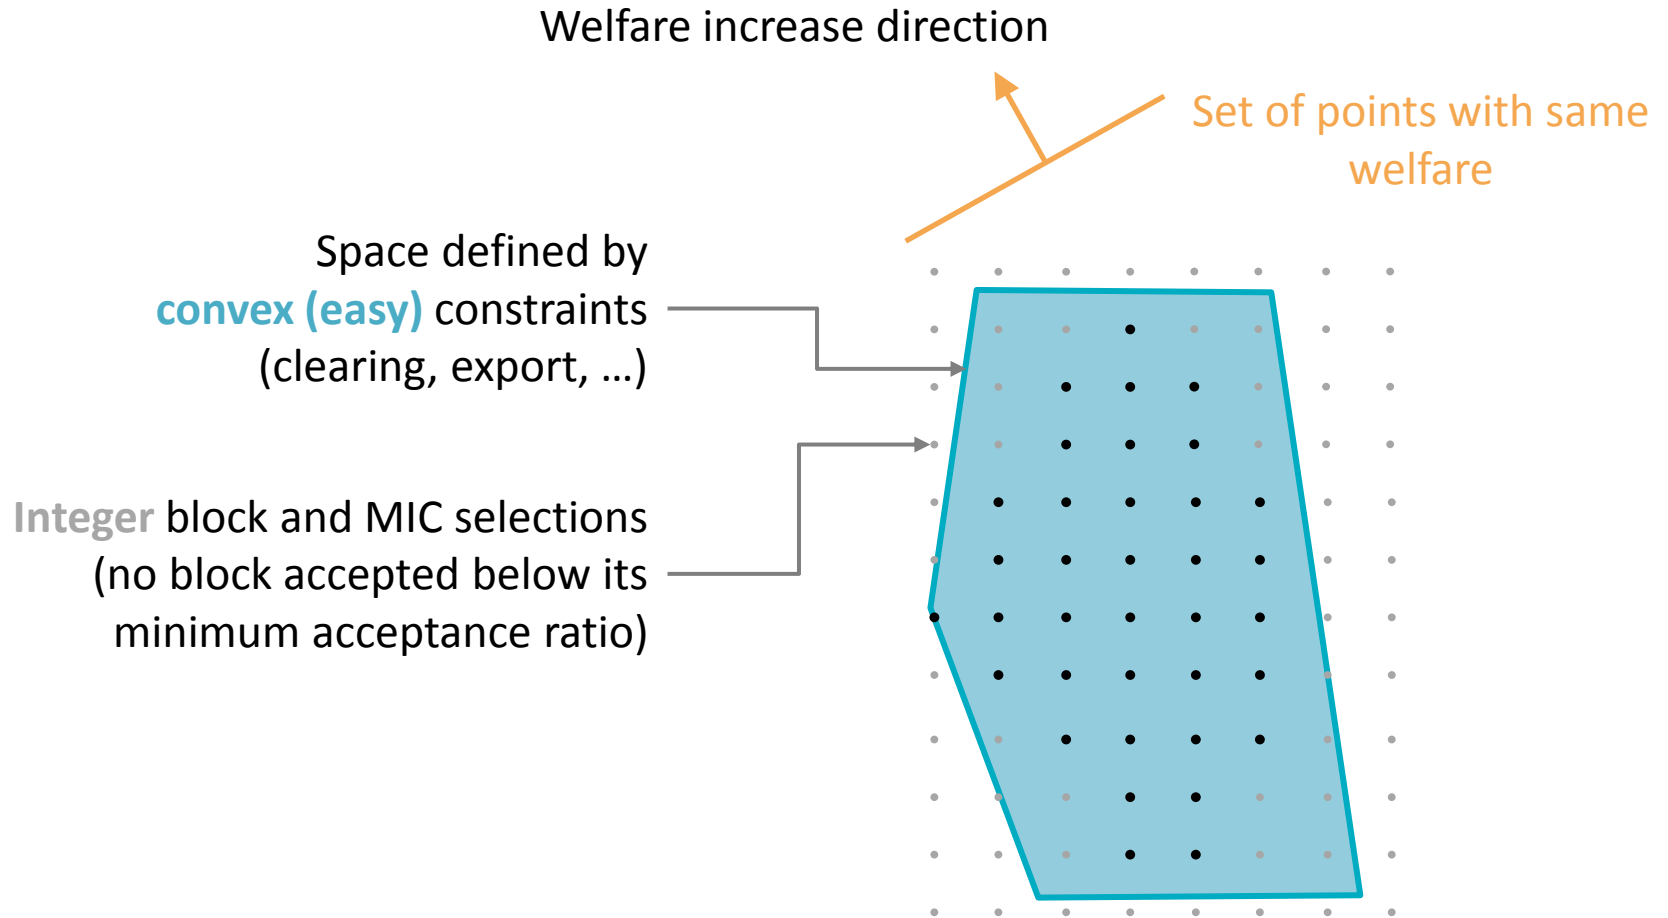 Welfare increase direction
Set of points with same
welfare
Space defined by
convex (easy) constraints
(clearing, export, …)
Integer block and MIC selections
(no block accepted below its
minimum acceptance ratio)